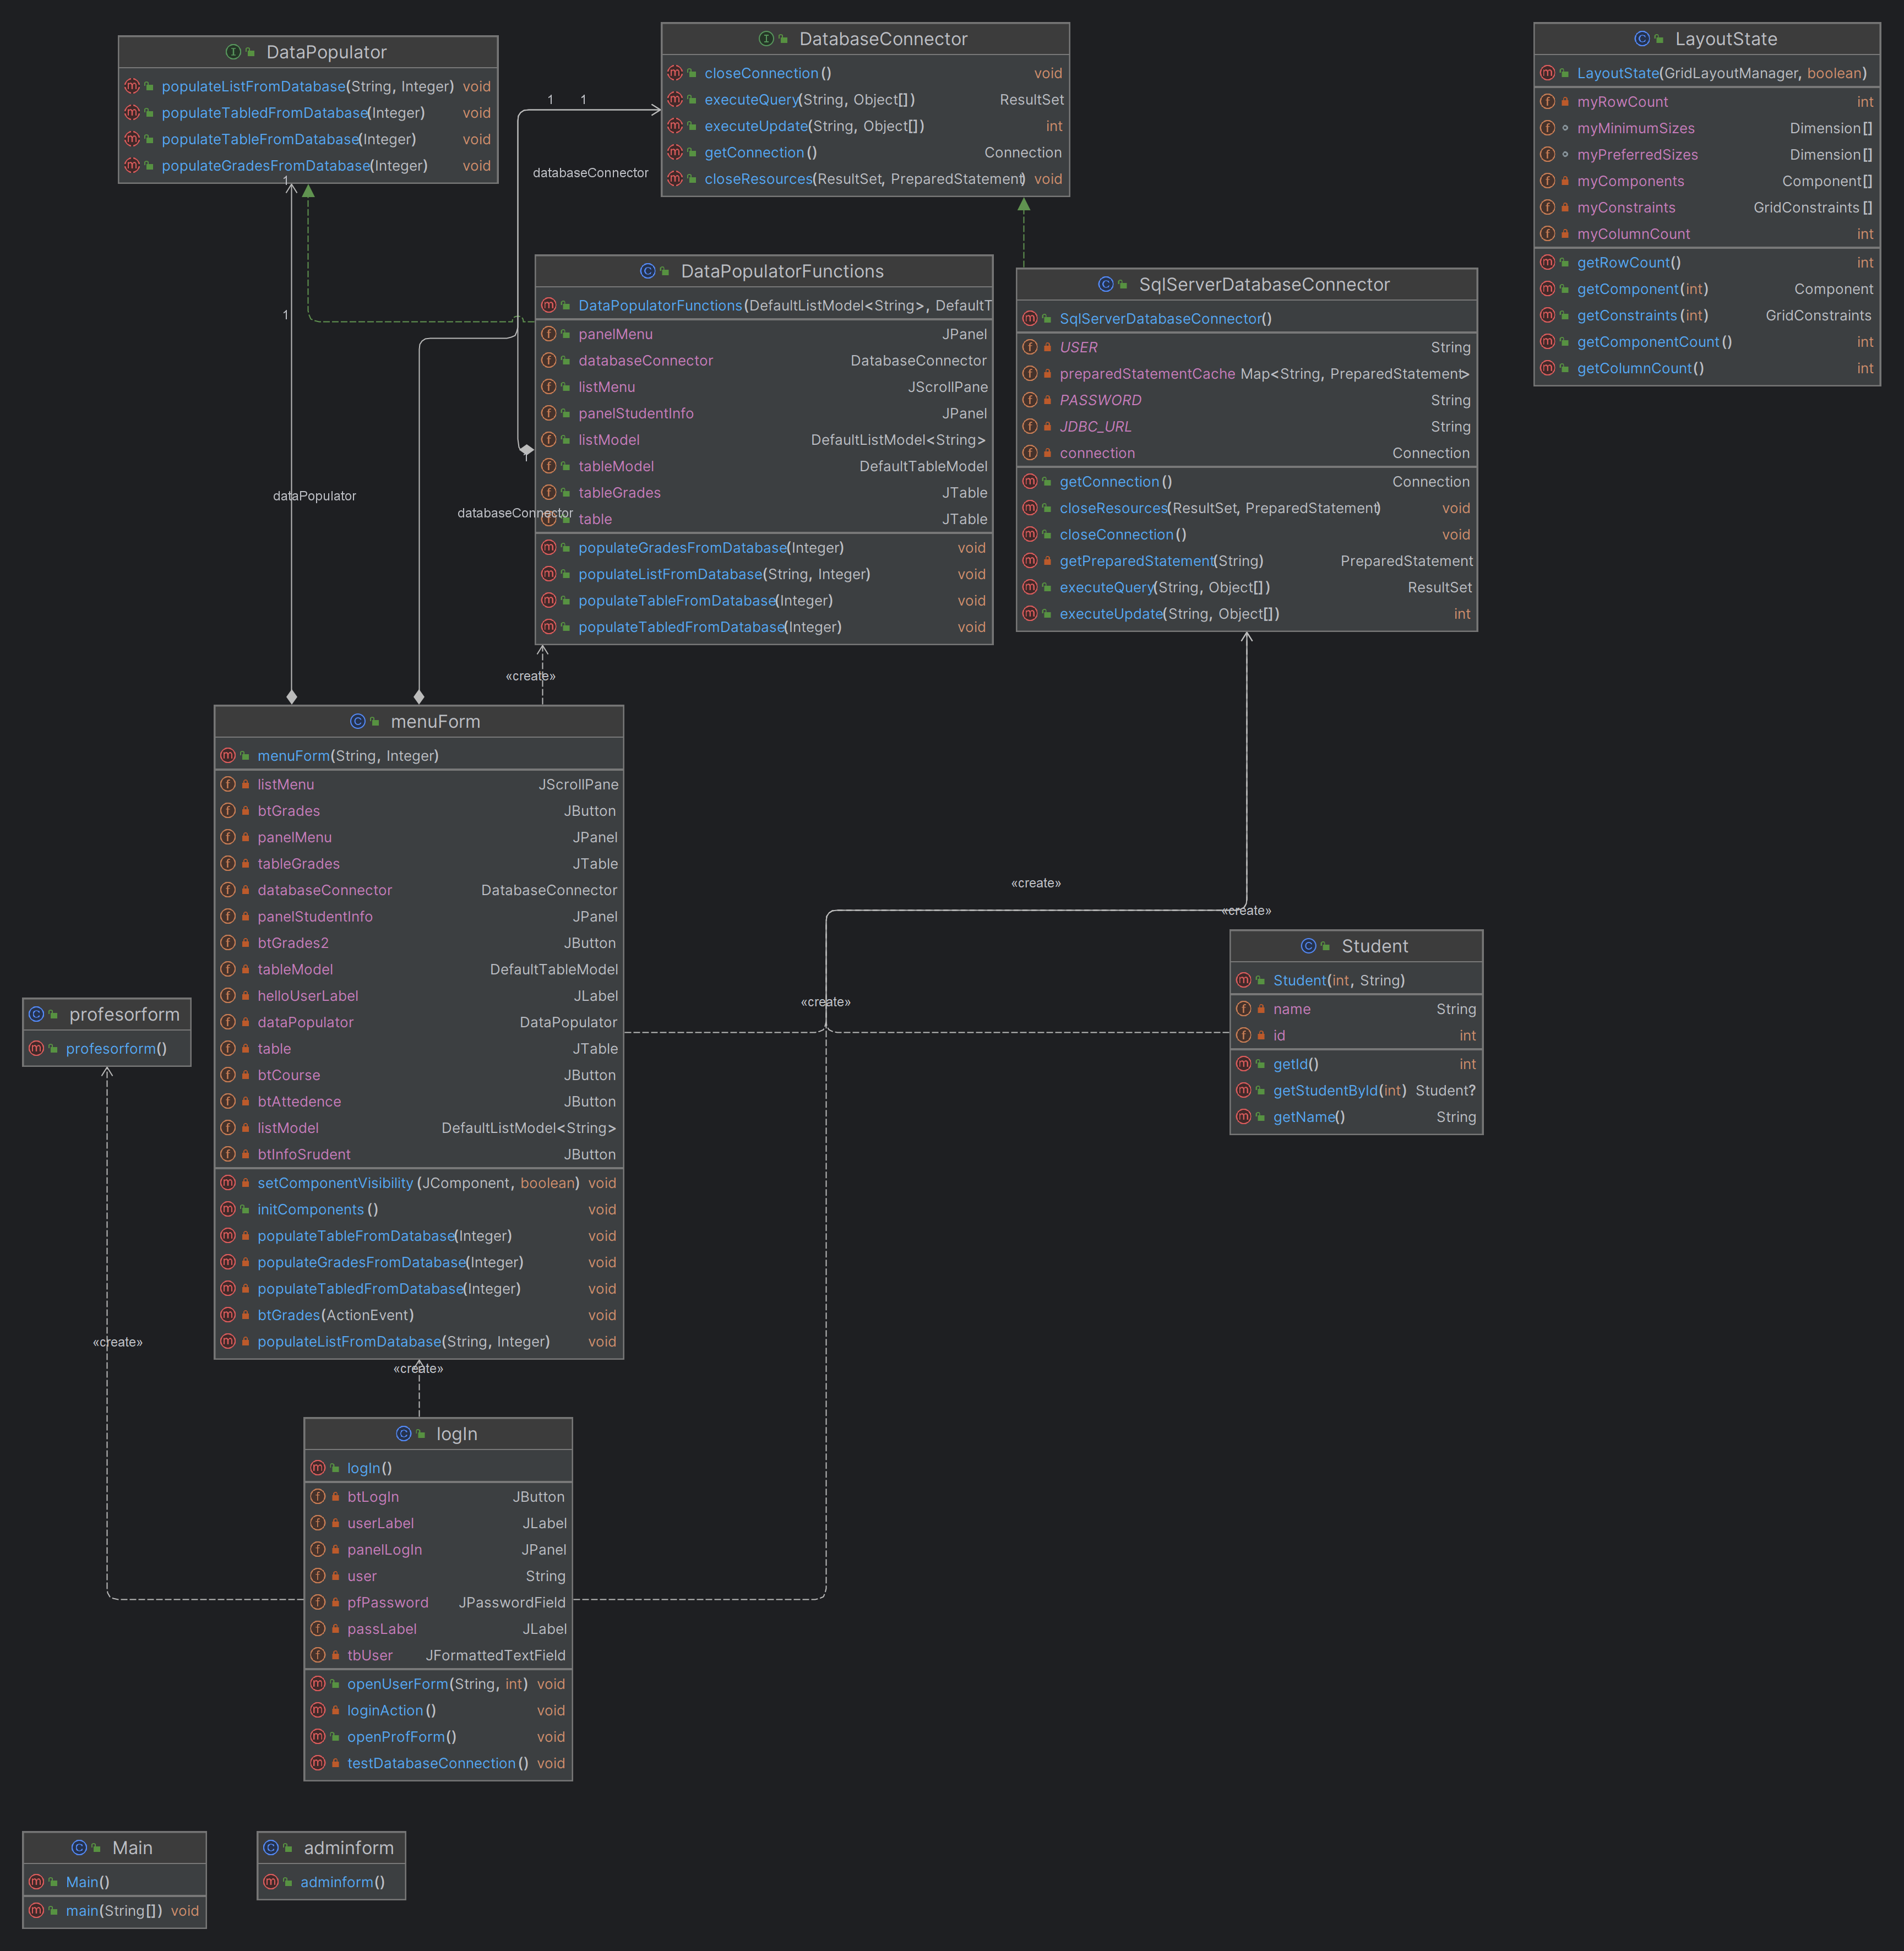 DataPopulator
populateListFromDatabase(String, Integer) void
populateTabledFromDatabase(Integer) void
populateTableFromDatabase(Integer) void
populateGradesFromDatabase(Integer) void
DatabaseConnector
closeConnection() void
executeQuery(String, Object[]) ResultSet
executeUpdate(String, Object[]) int
getConnection() Connection
closeResources(ResultSet, PreparedStatement) void
LayoutState
LayoutState(GridLayoutManager, boolean)
myRowCount int
myMinimumSizes Dimension[]
myPreferredSizes Dimension[]
myComponents Component[]
myConstraints GridConstraints[]
myColumnCount int
getRowCount() int
getComponent(int) Component
getConstraints(int) GridConstraints
getComponentCount() int
getColumnCount() int
1 1
databaseConnector
1
1
dataPopulator
databaseConnector
1
DataPopulatorFunctions
DataPopulatorFunctions(DefaultListModel<String>, DefaultT
panelMenu JPanel
databaseConnector DatabaseConnector
listMenu JScrollPane
panelStudentInfo JPanel
listModel DefaultListModel<String>
tableModel DefaultTableModel
tableGrades JTable
table JTable
populateGradesFromDatabase(Integer) void
populateListFromDatabase(String, Integer) void
populateTableFromDatabase(Integer) void
populateTabledFromDatabase(Integer) void
SqlServerDatabaseConnector
SqlServerDatabaseConnector()
USER String
preparedStatementCache Map<String, PreparedStatement>
PASSWORD String
JDBC_URL String
connection Connection
getConnection() Connection
closeResources(ResultSet, PreparedStatement) void
closeConnection() void
getPreparedStatement(String) PreparedStatement
executeQuery(String, Object[]) ResultSet
executeUpdate(String, Object[]) int
«create»
menuForm
menuForm(String, Integer)
listMenu JScrollPane
btGrades JButton
panelMenu JPanel
tableGrades JTable
databaseConnector DatabaseConnector
panelStudentInfo JPanel
btGrades2 JButton
tableModel DefaultTableModel
helloUserLabel JLabel
dataPopulator DataPopulator
table JTable
btCourse JButton
btAttedence JButton
listModel DefaultListModel<String>
btInfoSrudent JButton
setComponentVisibility(JComponent, boolean) void
initComponents() void
populateTableFromDatabase(Integer) void
populateGradesFromDatabase(Integer) void
populateTabledFromDatabase(Integer) void
btGrades(ActionEvent) void
populateListFromDatabase(String, Integer) void
«create»
«create»
«create»
Student
Student(int, String)
name String
id int
getId() int
getStudentById(int) Student?
getName() String
profesorform
profesorform()
«create»
«create»
logIn
logIn()
btLogIn JButton
userLabel JLabel
panelLogIn JPanel
user String
pfPassword JPasswordField
passLabel JLabel
tbUser JFormattedTextField
openUserForm(String, int) void
loginAction() void
openProfForm() void
testDatabaseConnection() void
Main
Main()
main(String[]) void
adminform
adminform()